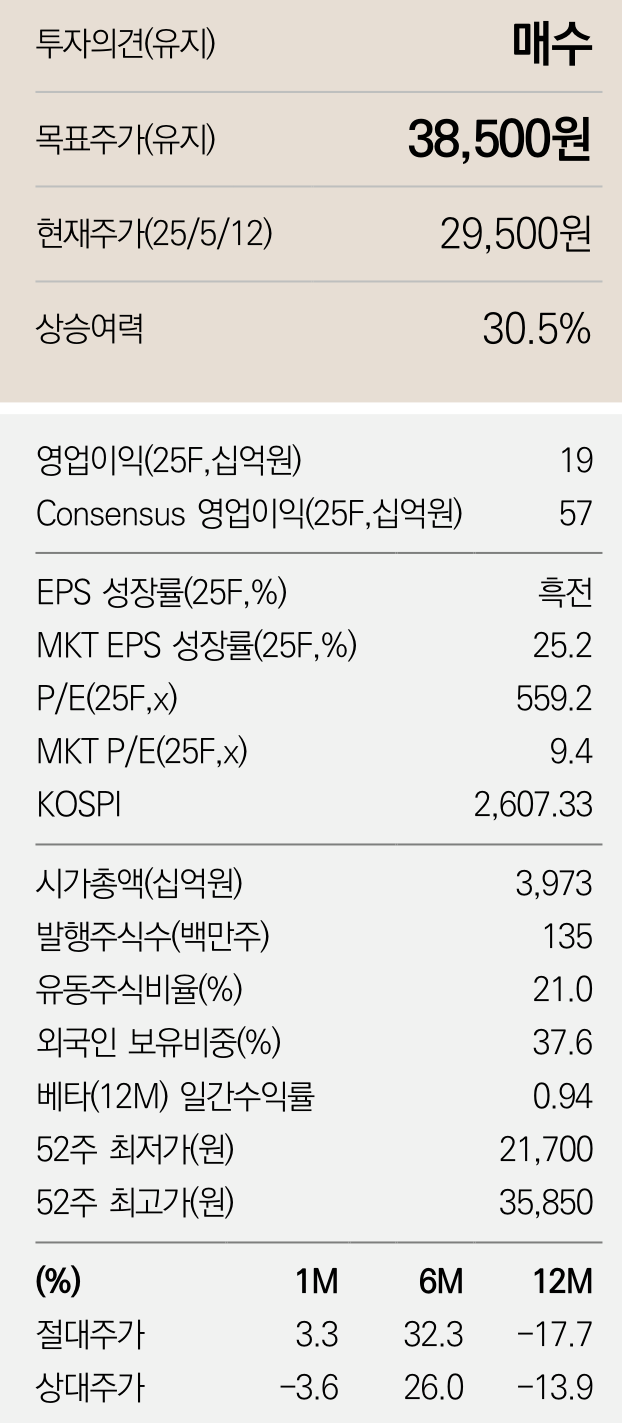 투자의견(유지) 매수
목표주가(유지) 38,500원
현재주가(25/5/12) 29,500원
상승여력 30.5%
영업이익(25F,십억원) 19
Consensus 영업이익(25F,십억원) 57
EPS 성장률(25F,%) 흑전
MKT EPS 성장률(25F,%) 25.2
P/E(25F,x) 559.2
MKT P/E(25F,x) 9.4
KOSPI 2,607.33
시가총액(십억원) 3,973
발행주식수(백만주) 135
유동주식비율(%) 21.0
외국인 보유비중(%) 37.6
베타(12M) 일간수익률 0.94
52주 최저가(원) 21,700
52주 최고가(원) 35,850
(%) 1M 6M 12M
절대주가 3.3 32.3 −17.7
상대주가 −3.6 26.0 −13.9